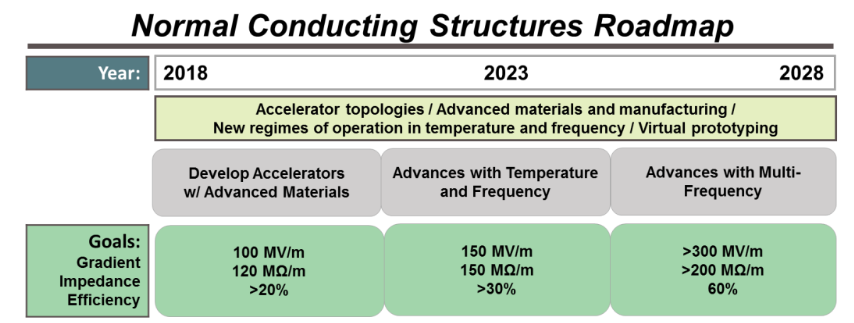 Normal Conducting Structures Roadmap
Year: 2018 2023 2028
Accelerator topologies / Advanced materials and manufacturing /
New regimes of operation in temperature and frequency / Virtual prototyping
Develop Accelerators
w/ Advanced Materials
Advances with Temperature
and Frequency
Advances with Multi-
Frequency
Goals:
Gradient
Impedance
Efficiency
100 MV/m
120 MΩ/m
>20%
150 MV/m
150 MΩ/m
>30%
>300 MV/m
>200 MΩ/m
60%